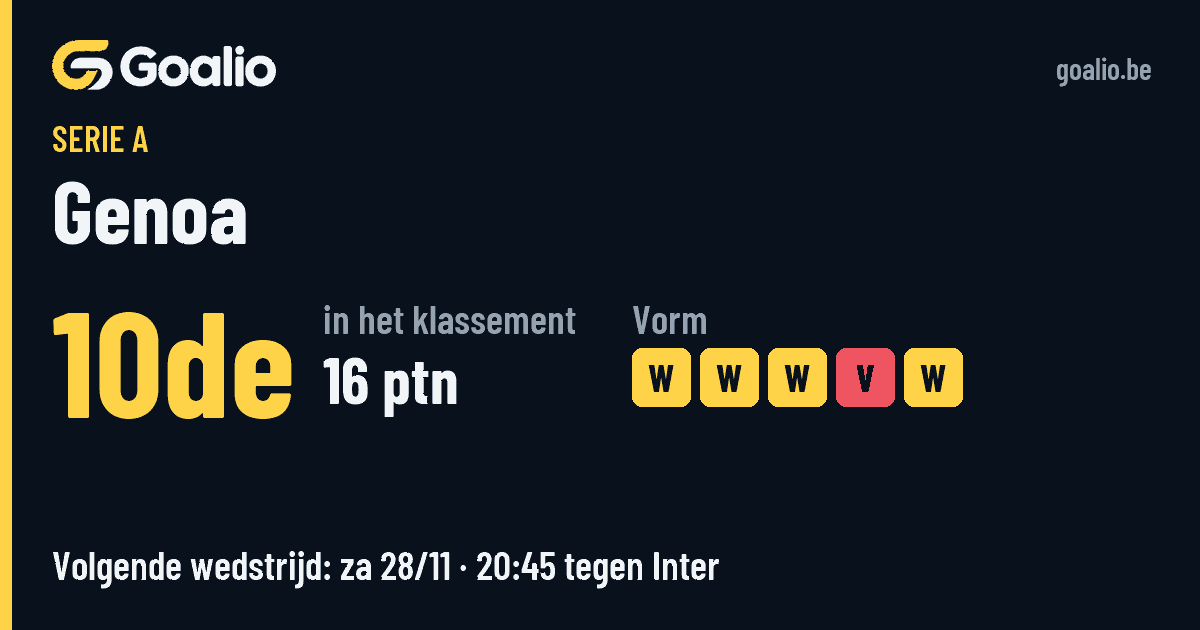 Goalio
goalio.be
SERIE A
Genoa
10de
in het klassement
16 ptn
Vorm
W W W V W
Volgende wedstrijd: za 28/11 · 20:45 tegen Inter